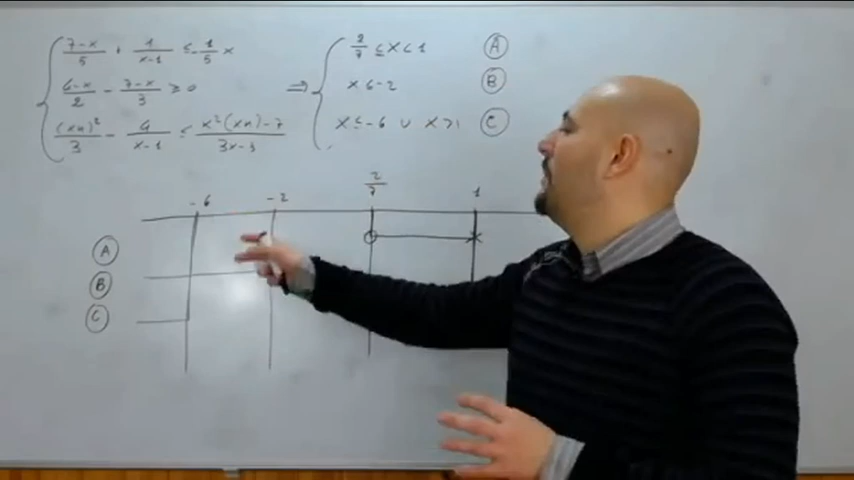 (7-x)/5 + 1/(x-1) ≤ -1/5 x ⇒ 2/7 ≤ x < 1 A
(6-x)/2 - (7-x)/3 ≥ 0 x ≤ -2 B
(x+1)²/3 - 4/(x-1) ≤ (x²(x+1)-7)/(3x-3) x ≤ -6 ∪ x > 1 C
-6 -2 2/7 1
A
B
C